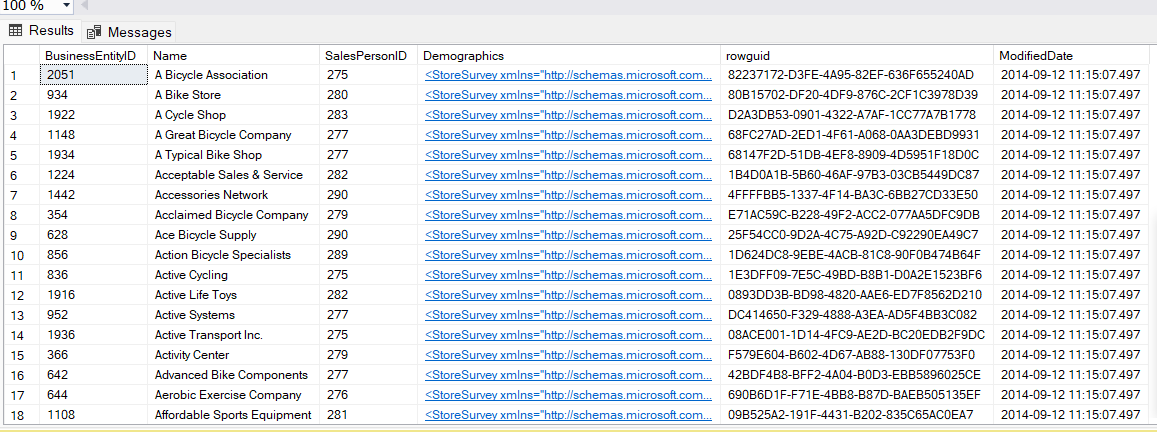 100 %
Results Messages
BusinessEntityID Name SalesPersonID Demographics rowguid ModifiedDate
1 2051 A Bicycle Association 275 <StoreSurvey xmlns="http://schemas.microsoft.com... 82237172-D3FE-4A95-82EF-636F655240AD 2014-09-12 11:15:07.497
2 934 A Bike Store 280 <StoreSurvey xmlns="http://schemas.microsoft.com... 80B15702-DF20-4DF9-876C-2CF1C3978D39 2014-09-12 11:15:07.497
3 1922 A Cycle Shop 283 <StoreSurvey xmlns="http://schemas.microsoft.com... D2A3DB53-0901-4322-A7AF-1CC77A7B1778 2014-09-12 11:15:07.497
4 1148 A Great Bicycle Company 277 <StoreSurvey xmlns="http://schemas.microsoft.com... 68FC27AD-2ED1-4F61-A068-0AA3DEBD9931 2014-09-12 11:15:07.497
5 1934 A Typical Bike Shop 277 <StoreSurvey xmlns="http://schemas.microsoft.com... 68147F2D-51DB-4EF8-8909-4D5951F18D0C 2014-09-12 11:15:07.497
6 1224 Acceptable Sales & Service 282 <StoreSurvey xmlns="http://schemas.microsoft.com... 1B4D0A1B-5B60-46AF-97B3-03CB5449DC87 2014-09-12 11:15:07.497
7 1442 Accessories Network 290 <StoreSurvey xmlns="http://schemas.microsoft.com... 4FFFFBB5-1337-4F14-BA3C-6BB27CD33E50 2014-09-12 11:15:07.497
8 354 Acclaimed Bicycle Company 279 <StoreSurvey xmlns="http://schemas.microsoft.com... E71AC59C-B228-49F2-ACC2-077AA5DFC9DB 2014-09-12 11:15:07.497
9 628 Ace Bicycle Supply 290 <StoreSurvey xmlns="http://schemas.microsoft.com... 25F54CC0-9D2A-4C75-A92D-C92290EA49C7 2014-09-12 11:15:07.497
10 856 Action Bicycle Specialists 289 <StoreSurvey xmlns="http://schemas.microsoft.com... 1D624DC8-9EBE-4ACB-81C8-90F0B474B64F 2014-09-12 11:15:07.497
11 836 Active Cycling 275 <StoreSurvey xmlns="http://schemas.microsoft.com... 1E3DFF09-7E5C-49BD-B8B1-D0A2E1523BF6 2014-09-12 11:15:07.497
12 1916 Active Life Toys 282 <StoreSurvey xmlns="http://schemas.microsoft.com... 0893DD3B-BD98-4820-AAE6-ED7F8562D210 2014-09-12 11:15:07.497
13 952 Active Systems 277 <StoreSurvey xmlns="http://schemas.microsoft.com... DC414650-F329-4888-A3EA-AD5F4BB3C082 2014-09-12 11:15:07.497
14 1936 Active Transport Inc. 275 <StoreSurvey xmlns="http://schemas.microsoft.com... 08ACE001-1D14-4FC9-AE2D-BC20EDB2F9DC 2014-09-12 11:15:07.497
15 366 Activity Center 279 <StoreSurvey xmlns="http://schemas.microsoft.com... F579E604-B602-4D67-AB88-130DF07753F0 2014-09-12 11:15:07.497
16 642 Advanced Bike Components 277 <StoreSurvey xmlns="http://schemas.microsoft.com... 42BDF4B8-BFF2-4A04-B0D3-EBB5896025CE 2014-09-12 11:15:07.497
17 644 Aerobic Exercise Company 276 <StoreSurvey xmlns="http://schemas.microsoft.com... 690B6D1F-F71E-4BB8-B87D-BAEB505135EF 2014-09-12 11:15:07.497
18 1108 Affordable Sports Equipment 281 <StoreSurvey xmlns="http://schemas.microsoft.com... 09B525A2-191F-4431-B202-835C65AC0EA7 2014-09-12 11:15:07.497